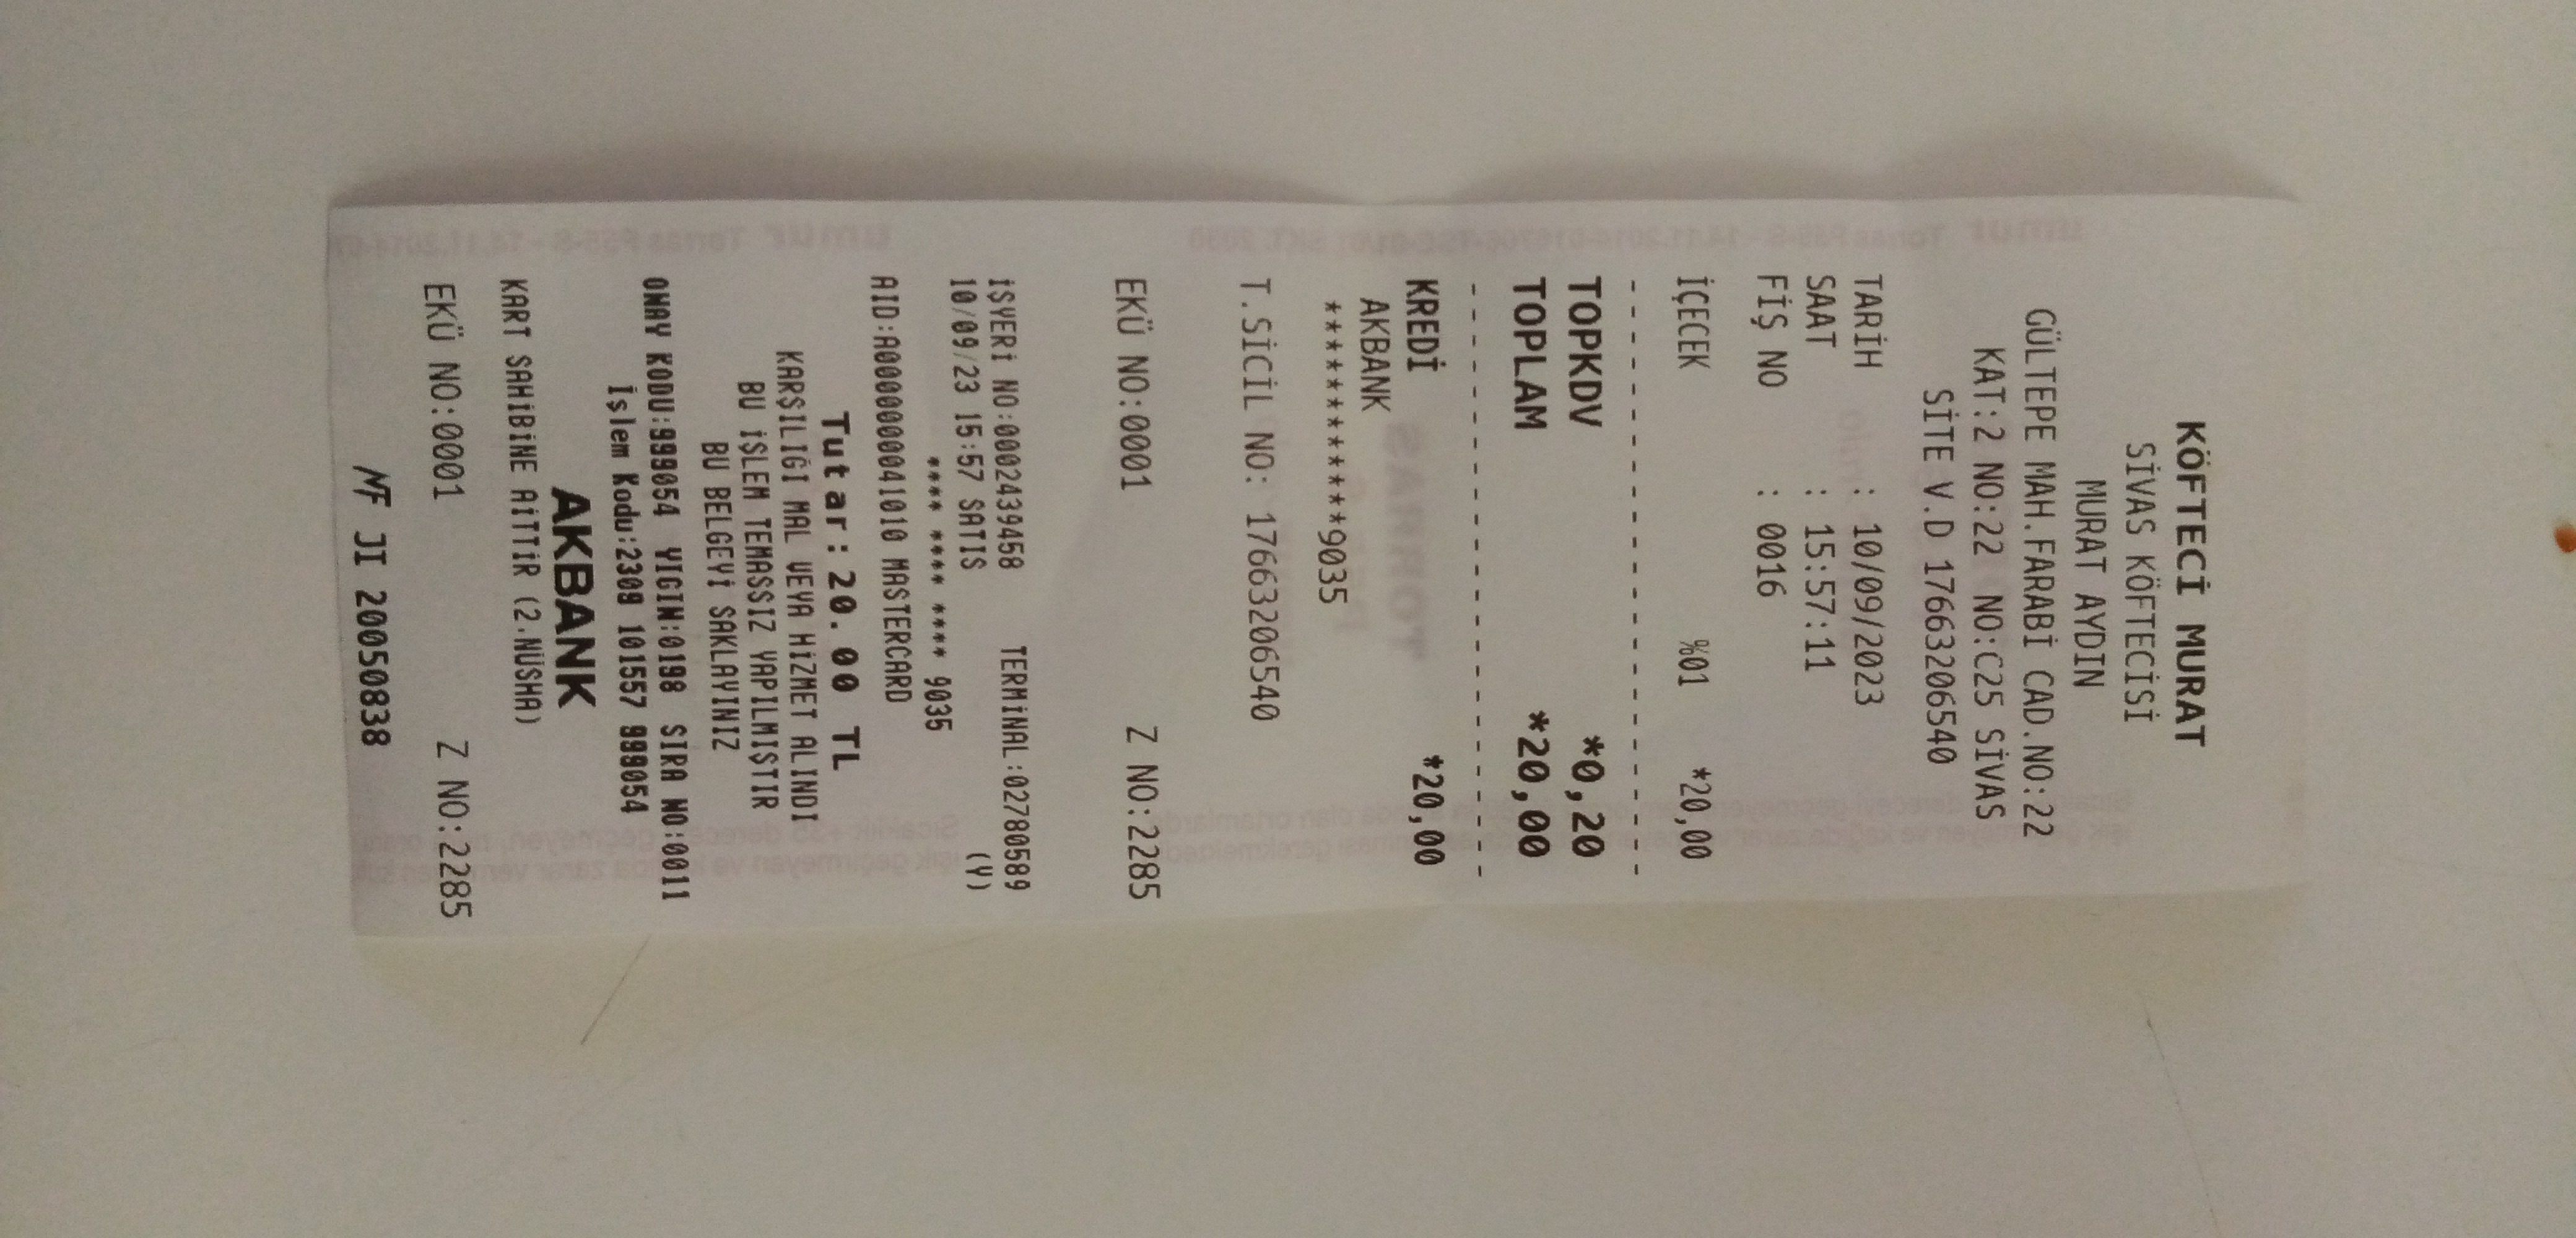 KÖFTECİ MURAT
SİVAS KÖFTECİSİ
MURAT AYDIN
GÜLTEPE MAH.FARABİ CAD.NO:22
KAT:2 NO:22 NO:C25 SİVAS
SİTE V.D 17663206540
TARİH : 10/09/2023
SAAT : 15:57:11
FİŞ NO : 0016
İÇECEK %01 *20,00
TOPKDV *0,20
TOPLAM *20,00
KREDİ *20,00
AKBANK
************9035
T.SİCİL NO: 17663206540
EKÜ NO:0001 Z NO:2285
İŞYERİ NO:0002439458 TERMİNAL:02780589
10/09/23 15:57 SATIS (Y)
**** **** **** 9035
AID:A0000000041010 MASTERCARD
Tutar:20.00 TL
KARŞILIĞI MAL VEYA HİZMET ALINDI
BU İŞLEM TEMASSIZ YAPILMIŞTIR
BU BELGEYİ SAKLAYINIZ
ONAY KODU:999054 YIGIN:0198 SIRA NO:0011
İşlem Kodu:2309 101557 999054
AKBANK
KART SAHİBİNE AİTTİR (2.NÜSHA)
EKÜ NO:0001 Z NO:2285
MF JI 20050838